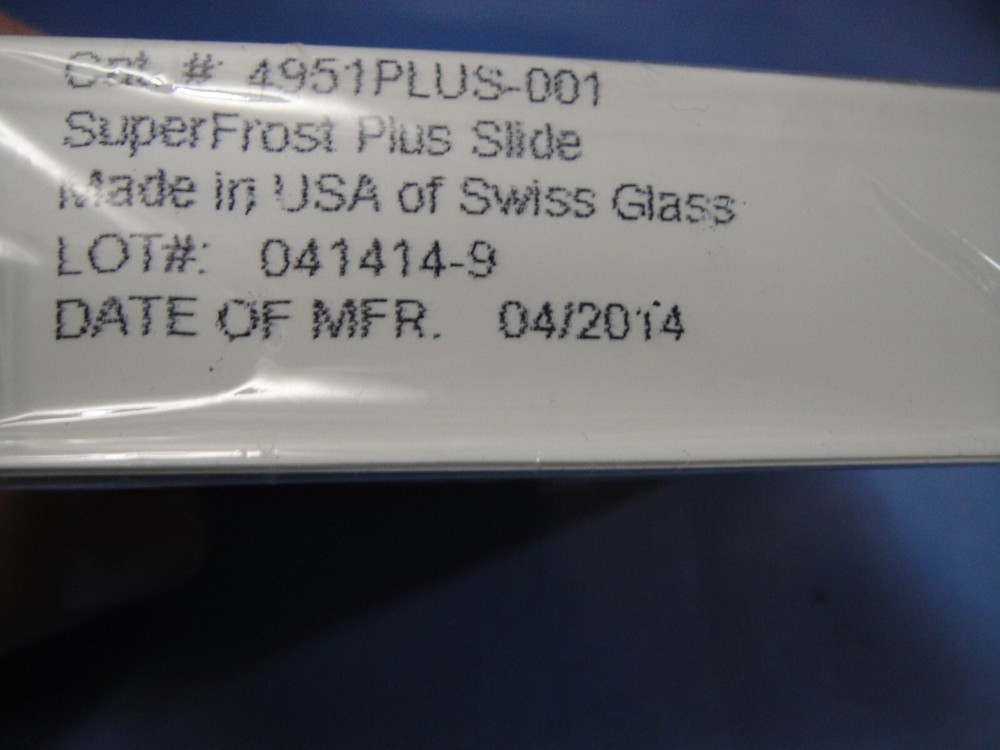 Cat. # 4951PLUS-001
SuperFrost Plus Slide
Made in USA of Swiss Glass
LOT#: 041414-9
DATE OF MFR. 04/2014